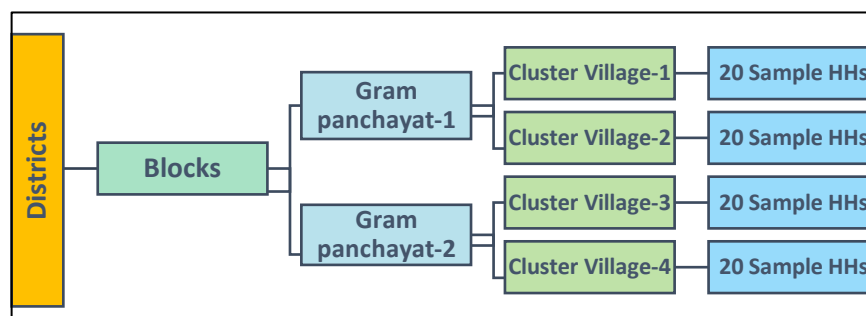 Districts
Blocks
Gram
panchayat-1
Gram
panchayat-2
Cluster Village-1
Cluster Village-2
Cluster Village-3
Cluster Village-4
20 Sample HHs
20 Sample HHs
20 Sample HHs
20 Sample HHs